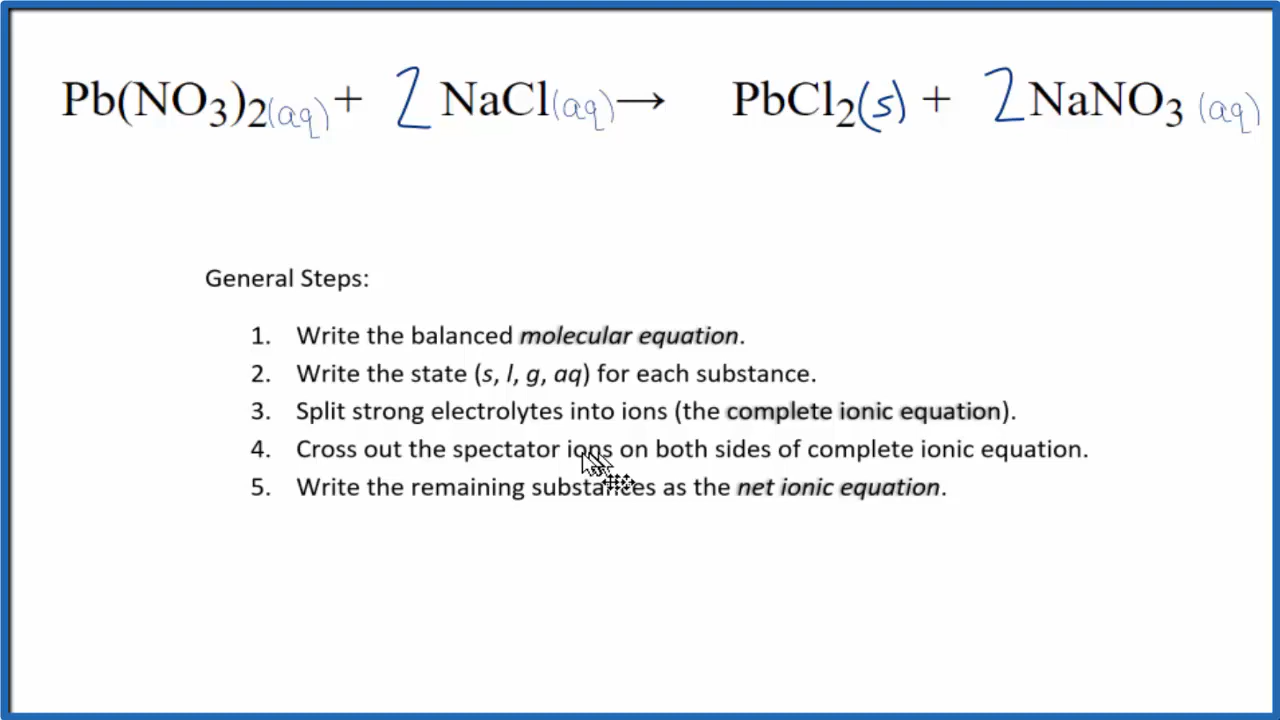 Pb(NO₃)₂(aq) + 2 NaCl(aq) → PbCl₂(s) + 2 NaNO₃ (aq)
General Steps:
1. Write the balanced molecular equation.
2. Write the state (s, l, g, aq) for each substance.
3. Split strong electrolytes into ions (the complete ionic equation).
4. Cross out the spectator ions on both sides of complete ionic equation.
5. Write the remaining substances as the net ionic equation.